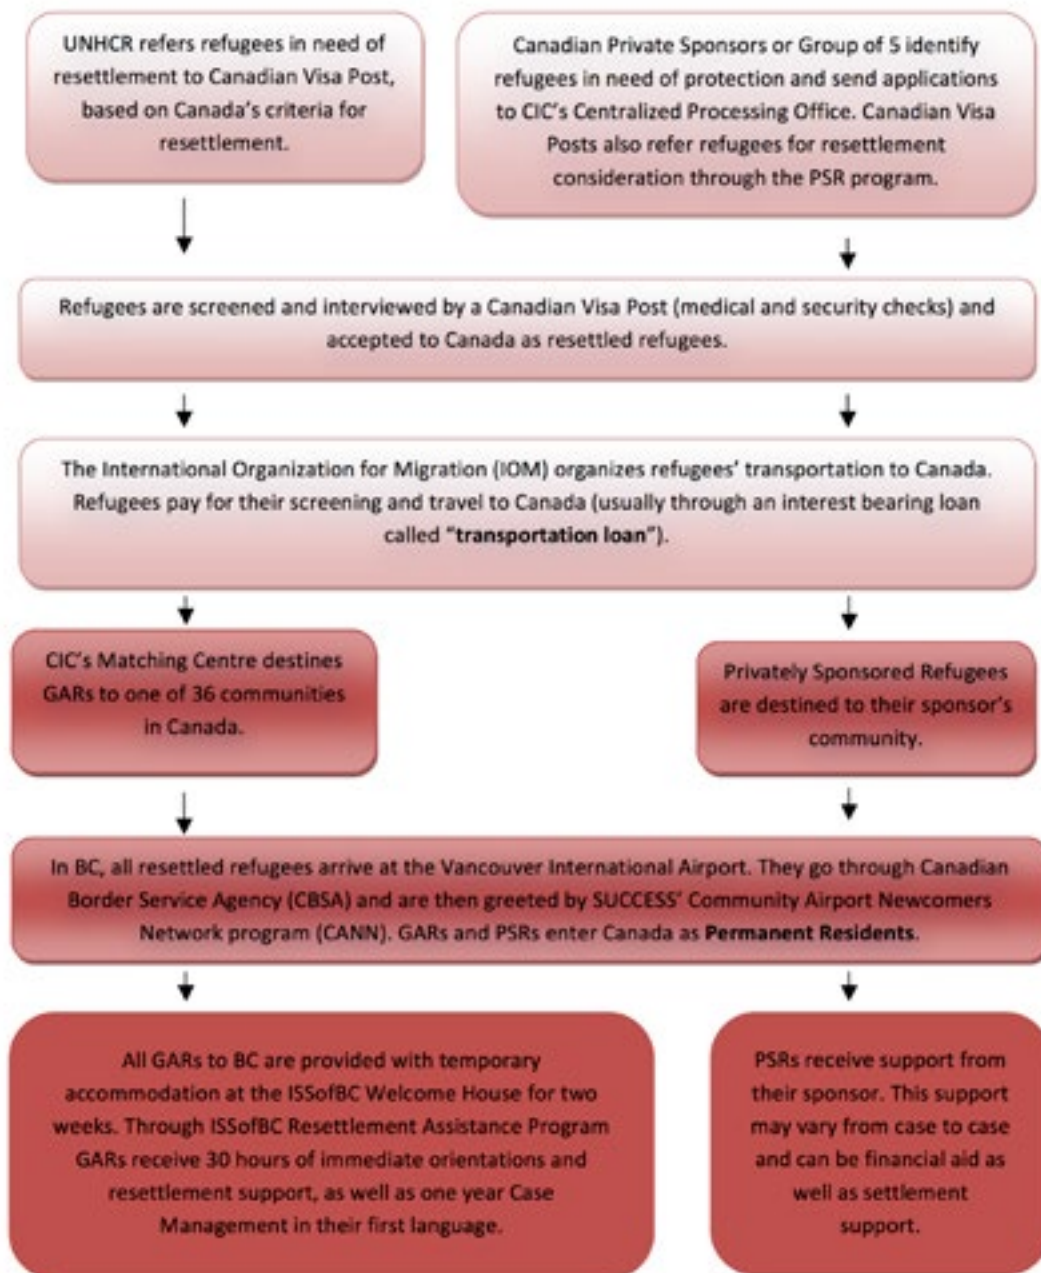 UNHCR refers refugees in need of
resettlement to Canadian Visa Post,
based on Canada's criteria for
resettlement.
Canadian Private Sponsors or Group of 5 identify
refugees in need of protection and send applications
to CIC's Centralized Processing Office. Canadian Visa
Posts also refer refugees for resettlement
consideration through the PSR program.
Refugees are screened and interviewed by a Canadian Visa Post (medical and security checks) and
accepted to Canada as resettled refugees.
The International Organization for Migration (IOM) organizes refugees' transportation to Canada.
Refugees pay for their screening and travel to Canada (usually through an interest bearing loan
called "transportation loan").
CIC's Matching Centre destines
GARs to one of 36 communities
in Canada.
Privately Sponsored Refugees
are destined to their sponsor's
community.
In BC, all resettled refugees arrive at the Vancouver International Airport. They go through Canadian
Border Service Agency (CBSA) and are then greeted by SUCCESS' Community Airport Newcomers
Network program (CANN). GARs and PSRs enter Canada as Permanent Residents.
All GARs to BC are provided with temporary
accommodation at the ISSofBC Welcome House for two
weeks. Through ISSofBC Resettlement Assistance Program
GARs receive 30 hours of immediate orientations and
resettlement support, as well as one year Case
Management in their first language.
PSRs receive support from
their sponsor. This support
may vary from case to case
and can be financial aid as
well as settlement
support.